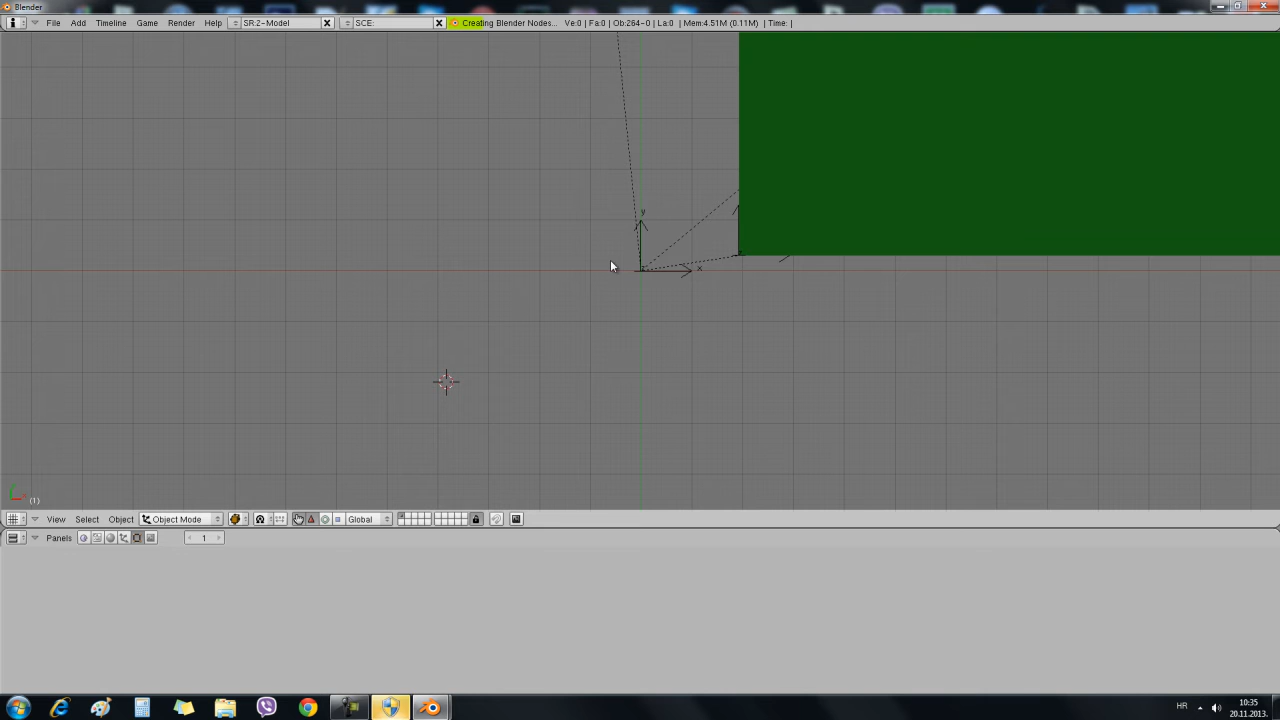 Blender
File Add Timeline Game Render Help SR:2-Model SCE: Creating Blender Nodes... Ve:0 | Fa:0 | Ob:264-0 | La:0 | Mem:4.51M (0.11M) | Time: |
y
x
(1)
View Select Object Object Mode Global
Panels 1
HR 10:35
20.11.2013.